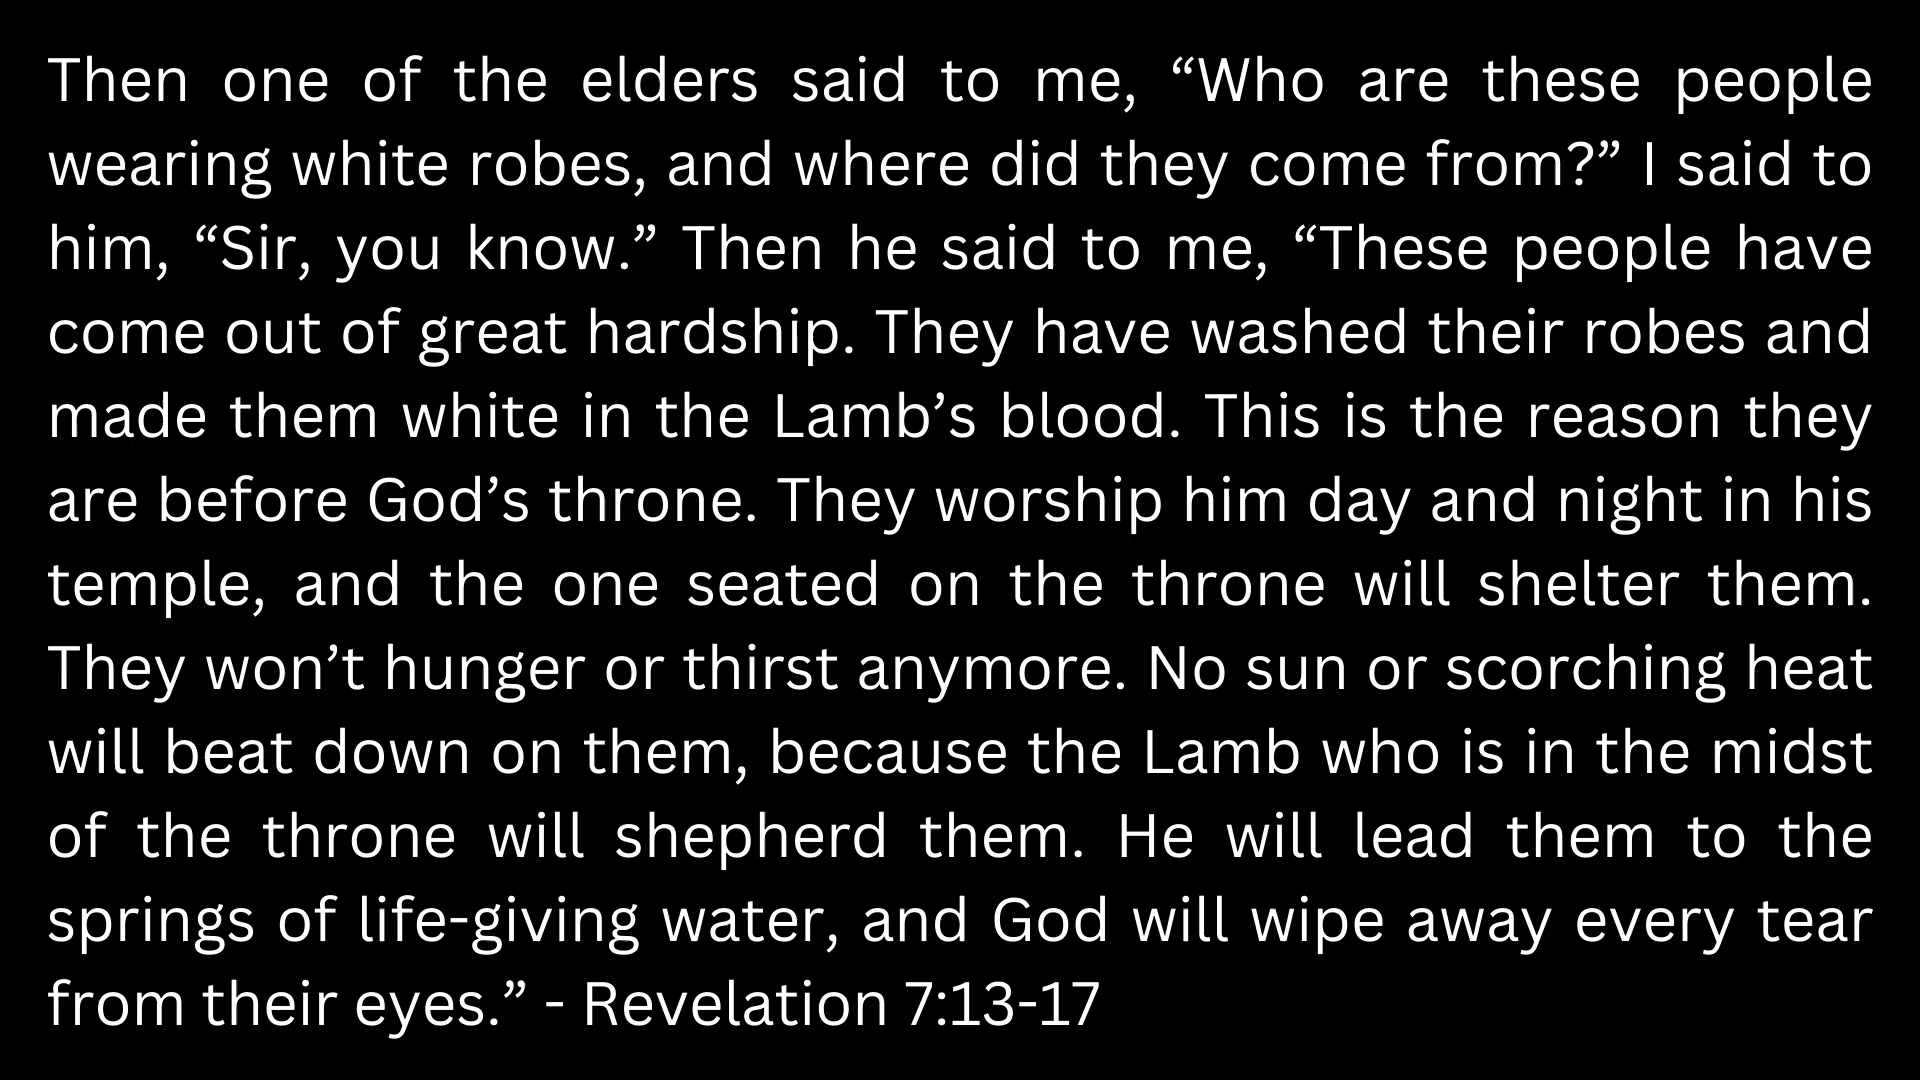 Then one of the elders said to me, “Who are these people
wearing white robes, and where did they come from?” I said to
him, “Sir, you know.” Then he said to me, “These people have
come out of great hardship. They have washed their robes and
made them white in the Lamb’s blood. This is the reason they
are before God’s throne. They worship him day and night in his
temple, and the one seated on the throne will shelter them.
They won’t hunger or thirst anymore. No sun or scorching heat
will beat down on them, because the Lamb who is in the midst
of the throne will shepherd them. He will lead them to the
springs of life-giving water, and God will wipe away every tear
from their eyes.” - Revelation 7:13-17